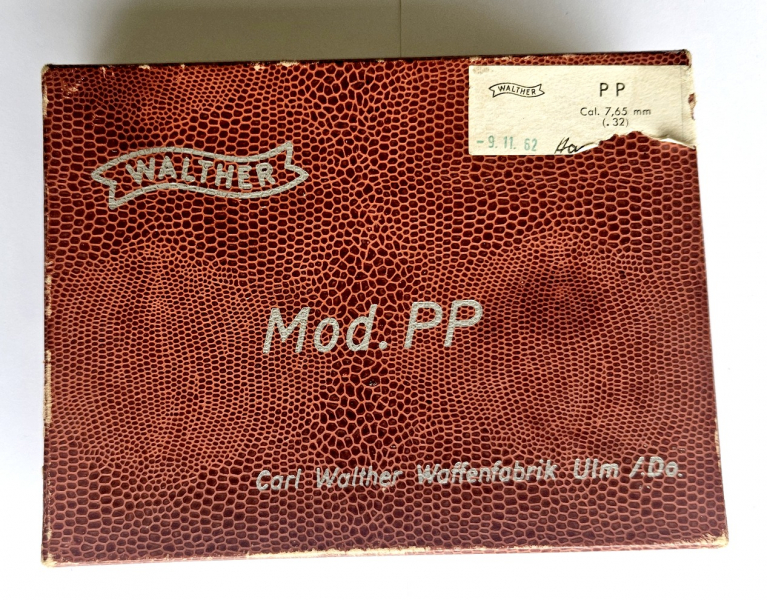 WALTHER
PP
Cal. 7,65 mm
(.32)
- 9. 11. 62
WALTHER
Mod. PP
Carl Walther Waffenfabrik Ulm /Do.